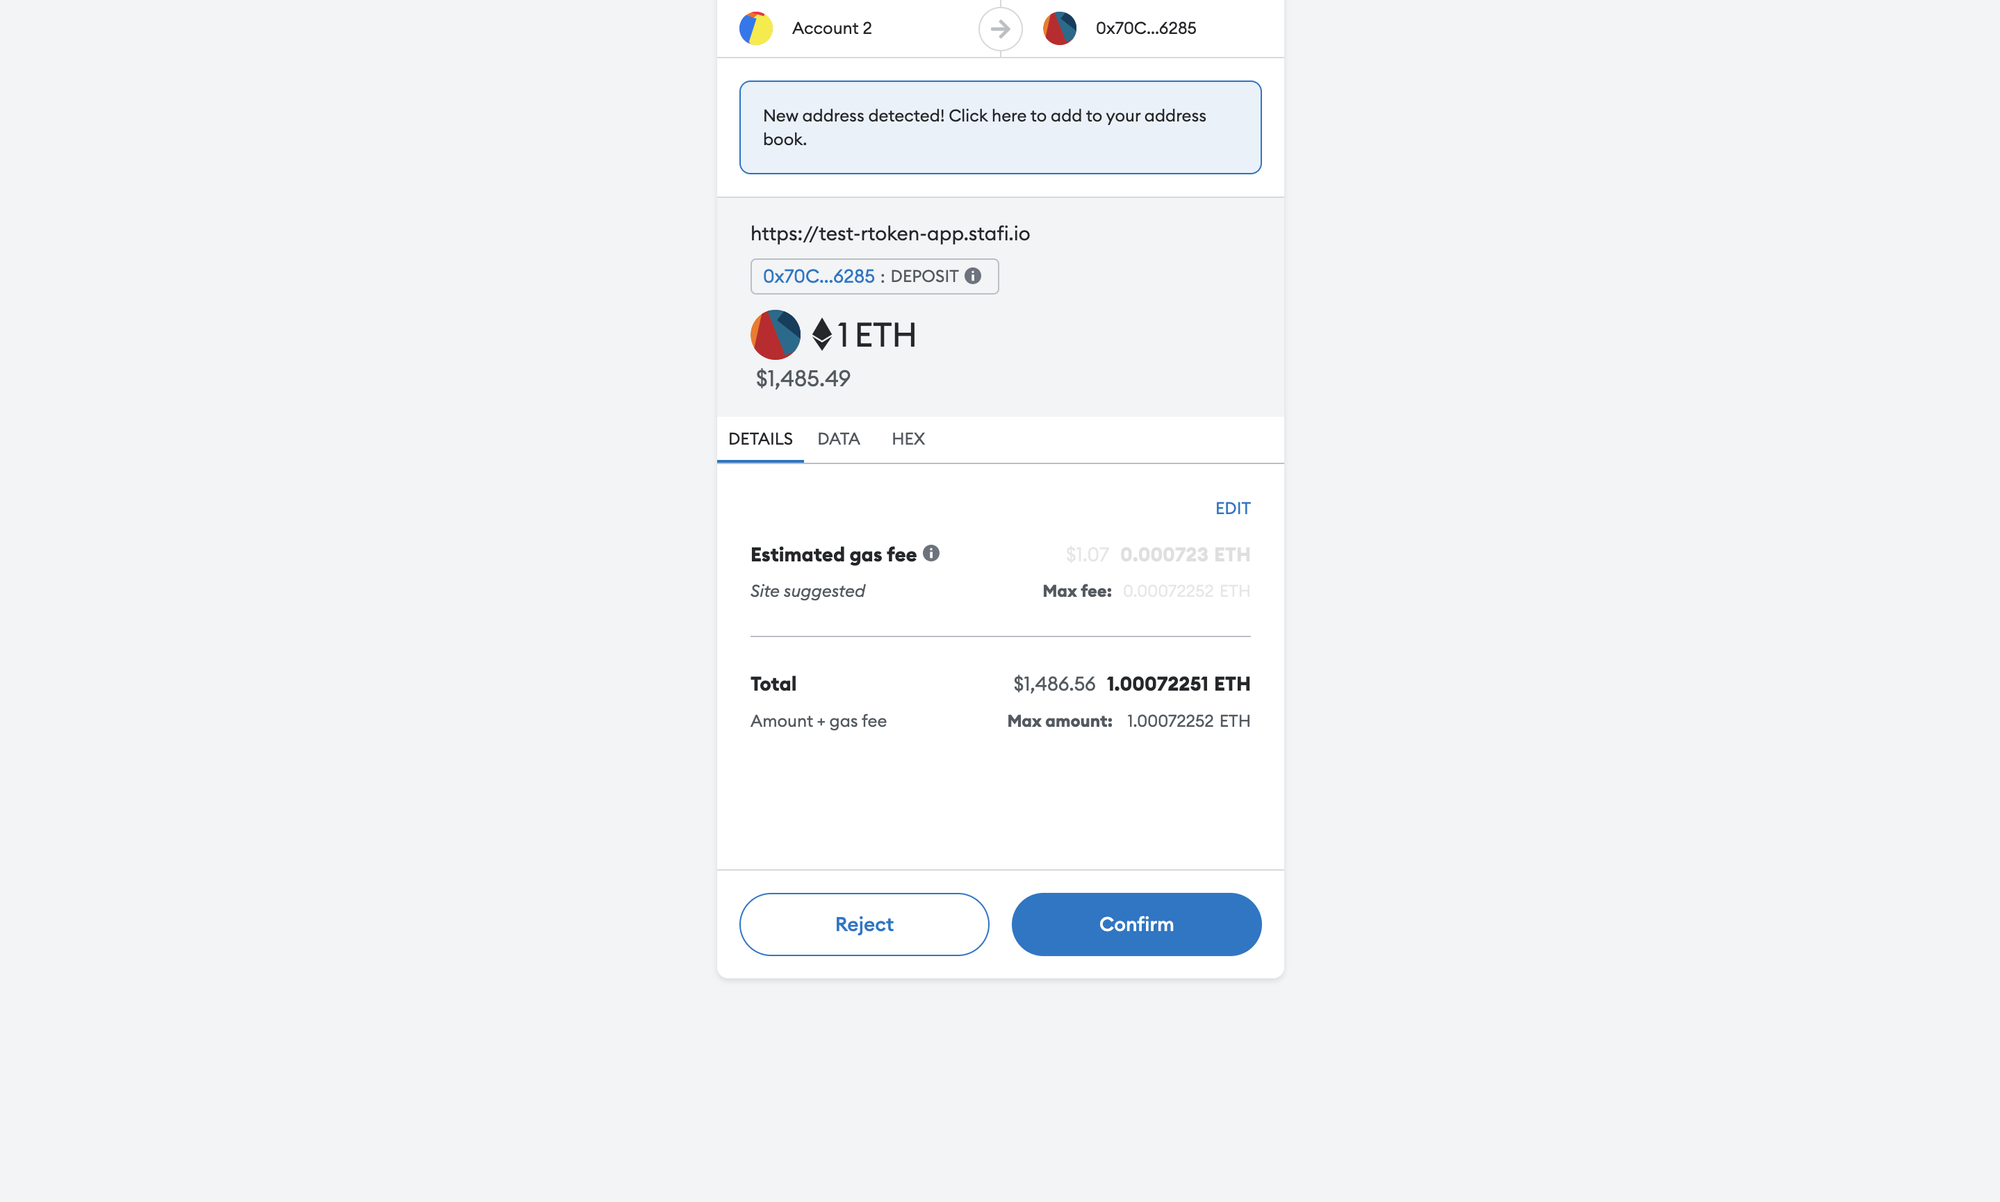 Account 2
0x70C...6285
New address detected! Click here to add to your address
book.
https://test-rtoken-app.stafi.io
0x70C...6285 : DEPOSIT
1 ETH
$1,485.49
DETAILS DATA HEX
EDIT
Estimated gas fee $1.07 0.000723 ETH
Site suggested Max fee: 0.00072252 ETH
Total $1,486.56 1.00072251 ETH
Amount + gas fee Max amount: 1.00072252 ETH
Reject Confirm